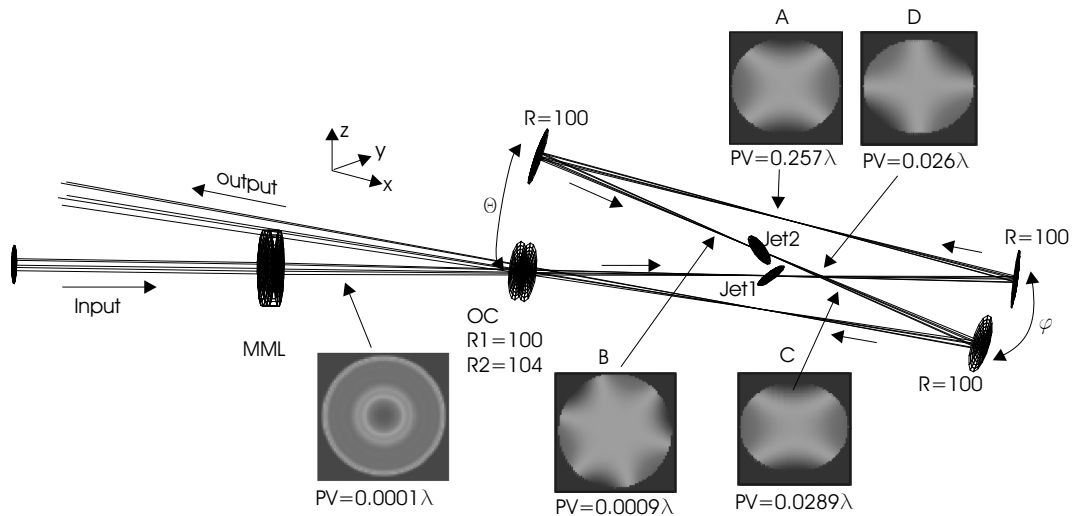 A
D
R=100
PV=0.257λ
PV=0.026λ
z
y
x
output
Θ
Jet2
R=100
Jet1
Input
OC
φ
R1=100
MML
R2=104
B
C
R=100
PV=0.0001λ
PV=0.0009λ
PV=0.0289λ